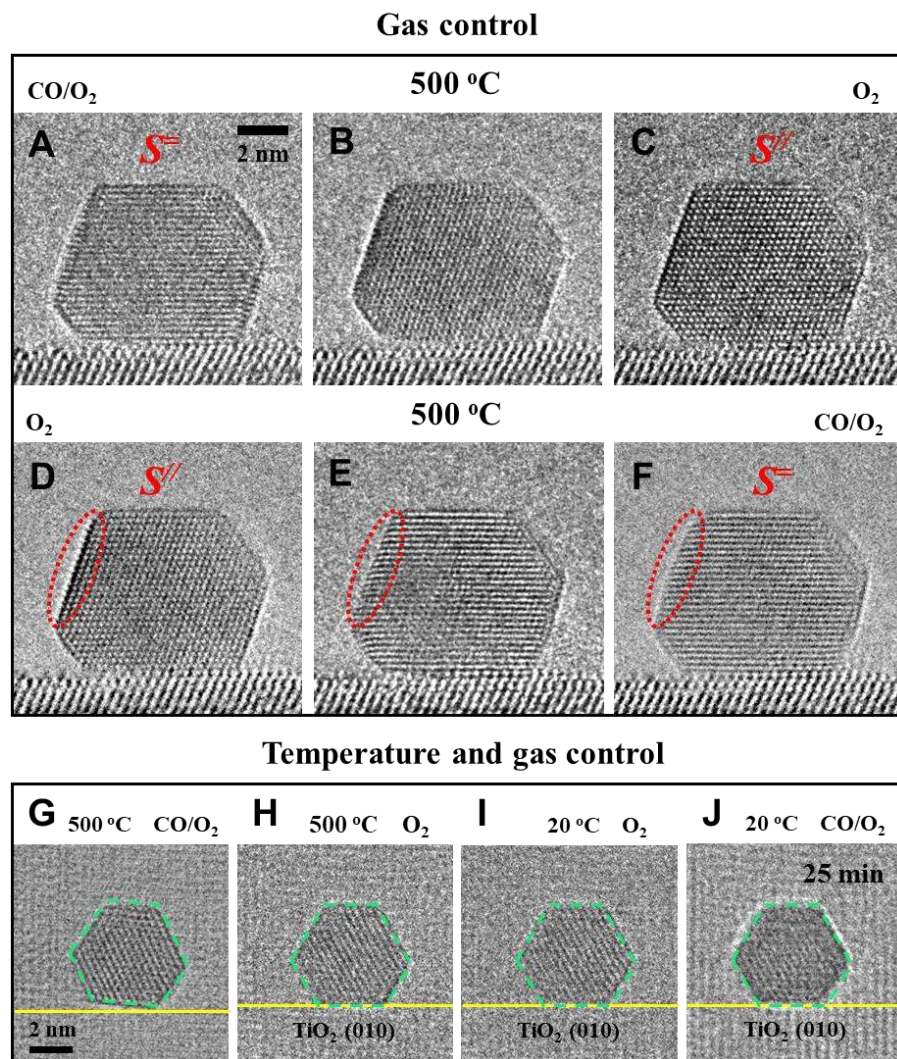 Gas control
CO/O₂ 500 °C O₂
A S⁼ 2 nm B C S⁄⁄
O₂ 500 °C CO/O₂
D S⁄⁄ E F S⁼
Temperature and gas control
G 500 °C CO/O₂ H 500 °C O₂ I 20 °C O₂ J 20 °C CO/O₂
25 min
2 nm TiO₂ (010) TiO₂ (010) TiO₂ (010)